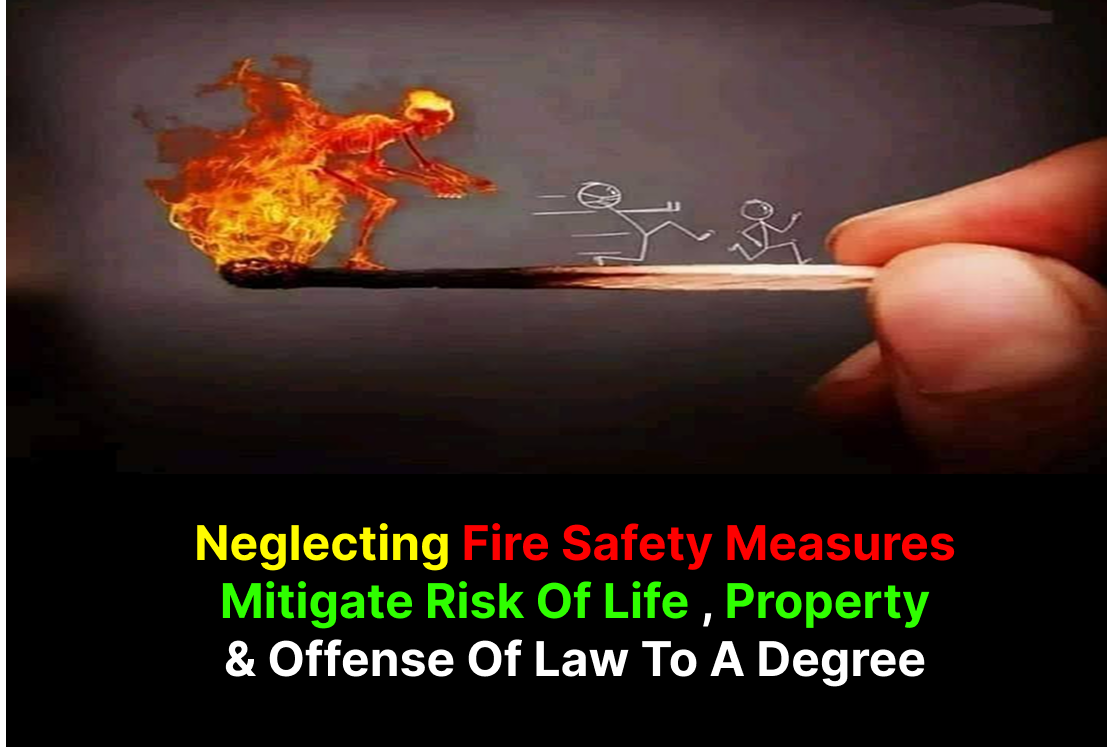 Neglecting Fire Safety Measures
Mitigate Risk Of Life , Property
& Offense Of Law To A Degree